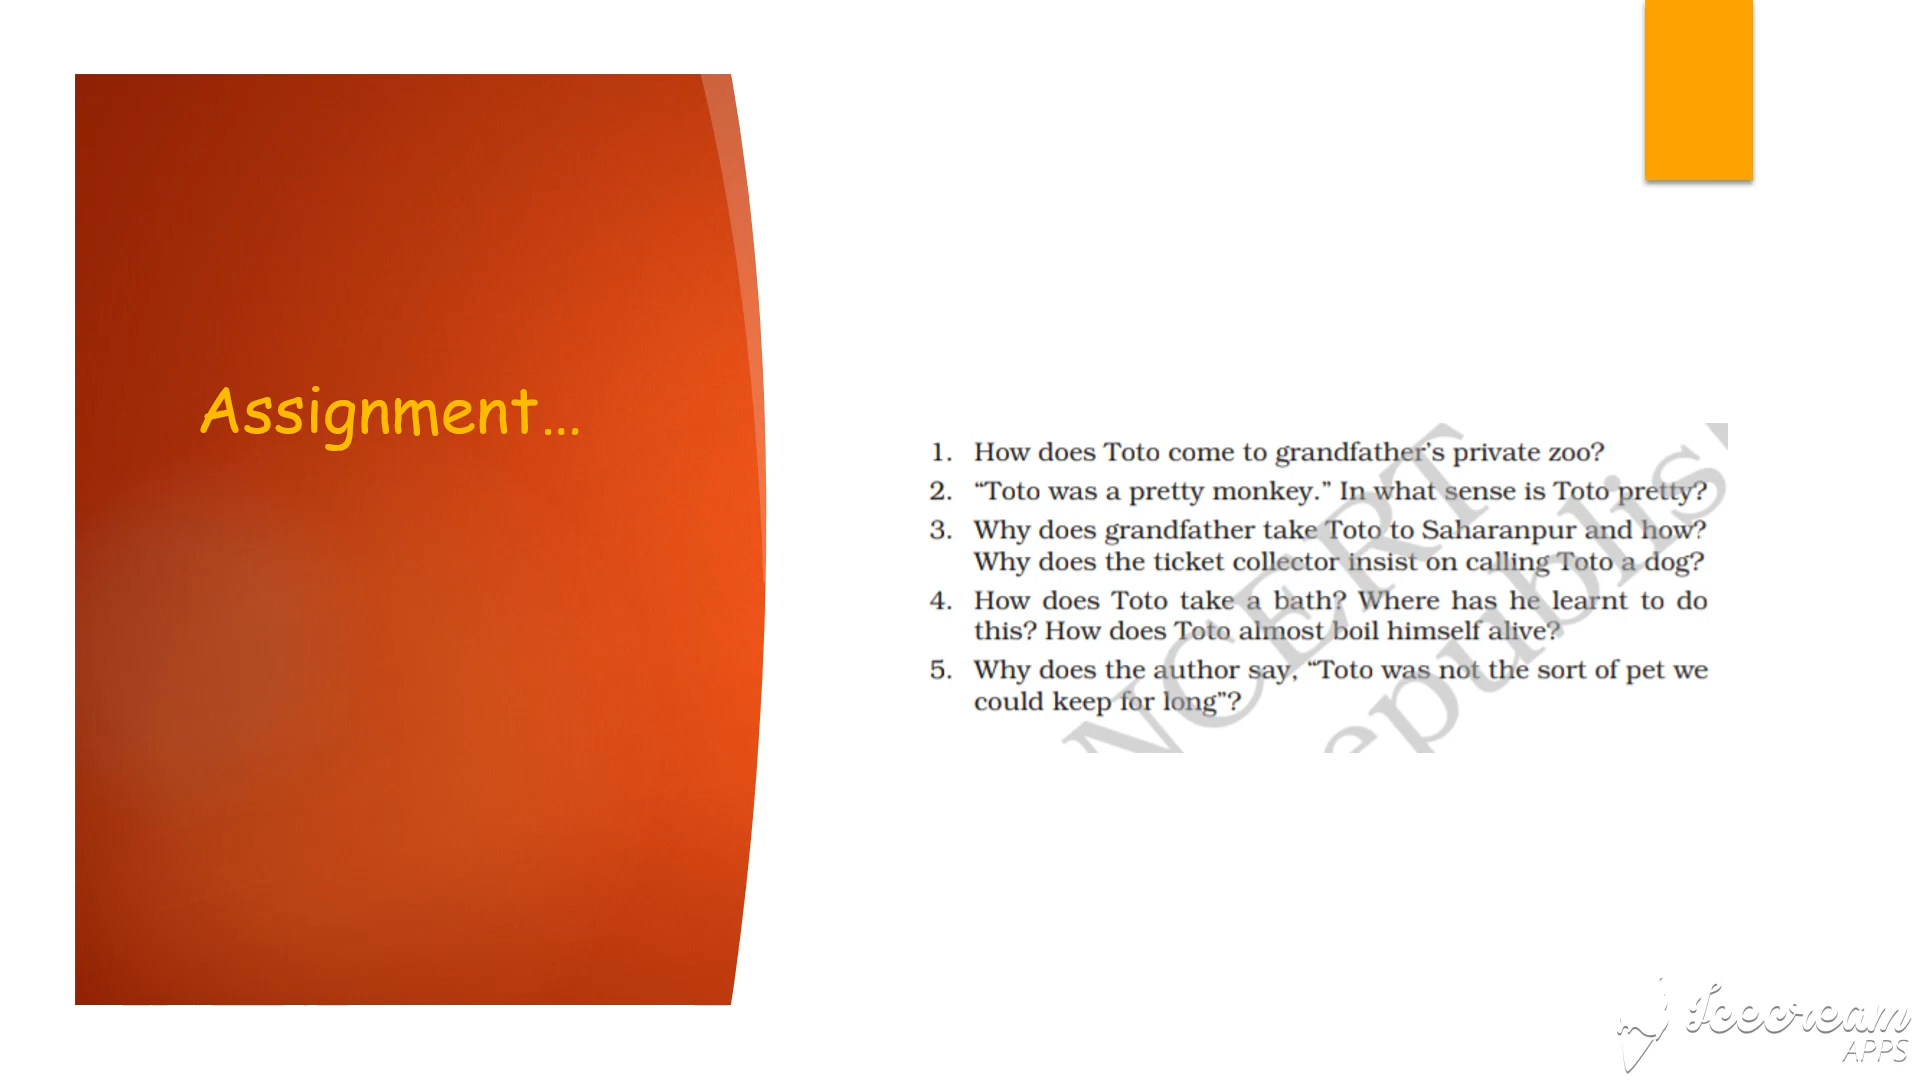 Assignment...
1. How does Toto come to grandfather's private zoo?
2. “Toto was a pretty monkey.” In what sense is Toto pretty?
3. Why does grandfather take Toto to Saharanpur and how?
Why does the ticket collector insist on calling Toto a dog?
4. How does Toto take a bath? Where has he learnt to do
this? How does Toto almost boil himself alive?
5. Why does the author say, “Toto was not the sort of pet we
could keep for long”?
NCERT
republis
Icecream
APPS